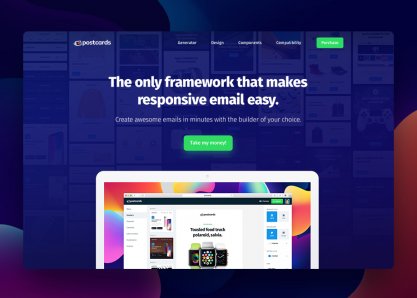 postcards
Generator
Design
Components
Compatibility
Purchase
The only framework that makes
responsive email easy.
Create awesome emails in minutes with the builder of your choice.
Take my money!
postcards
postcards
Toasted food truck
polaroid, salvia.